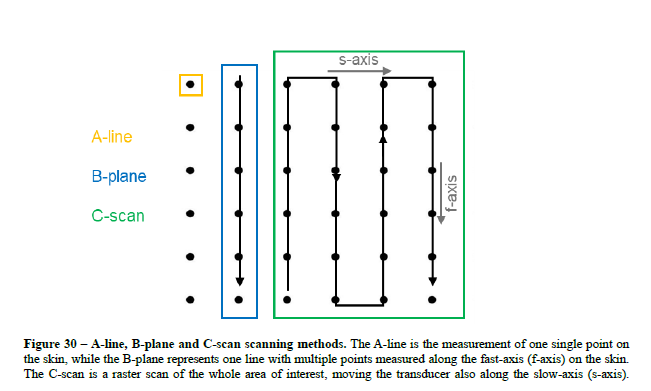 s-axis
A-line
B-plane
C-scan
f-axis
Figure 30 – A-line, B-plane and C-scan scanning methods. The A-line is the measurement of one single point on
the skin, while the B-plane represents one line with multiple points measured along the fast-axis (f-axis) on the skin.
The C-scan is a raster scan of the whole area of interest, moving the transducer also along the slow-axis (s-axis).